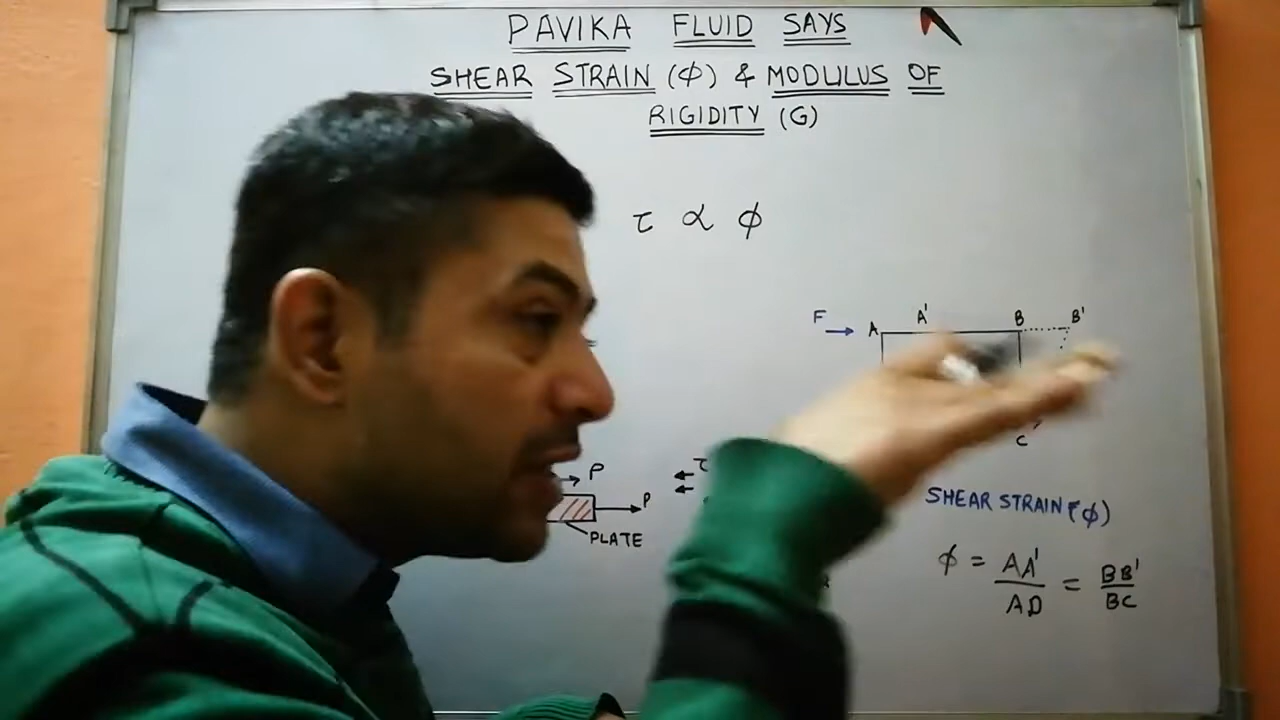 PAVIKA FLUID SAYS
SHEAR STRAIN (ϕ) & MODULUS OF
RIGIDITY (G)
τ ∝ ϕ
F A A' B B'
C
P τ
P
PLATE
SHEAR STRAIN (ϕ)
ϕ = AA'/AD = BB'/BC